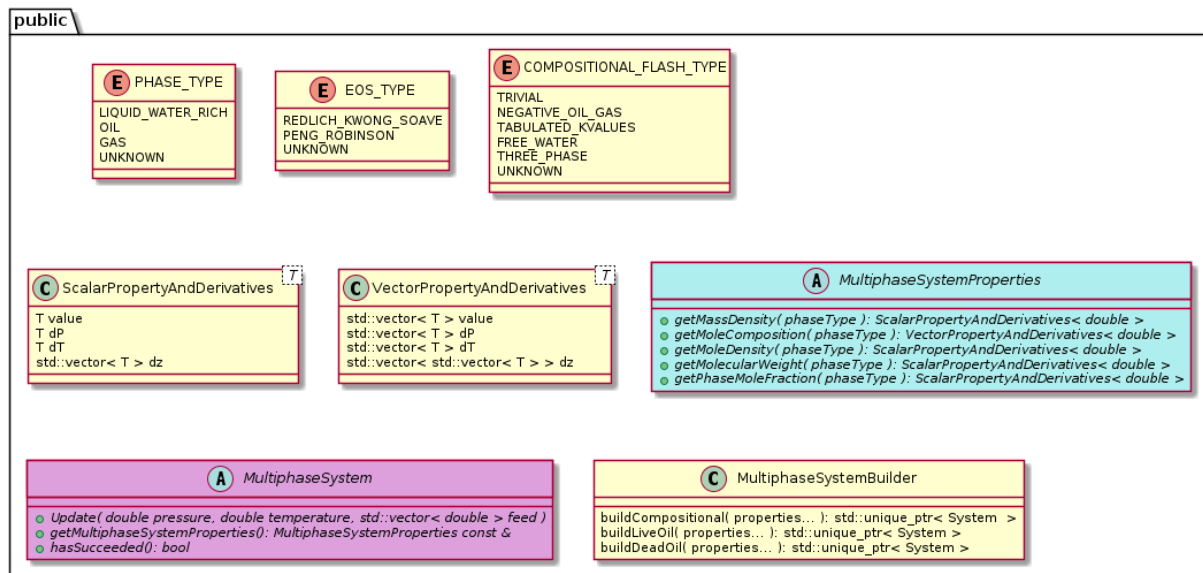 public
E PHASE_TYPE
LIQUID_WATER_RICH
OIL
GAS
UNKNOWN
E EOS_TYPE
REDLICH_KWONG_SOAVE
PENG_ROBINSON
UNKNOWN
E COMPOSITIONAL_FLASH_TYPE
TRIVIAL
NEGATIVE_OIL_GAS
TABULATED_KVALUES
FREE_WATER
THREE_PHASE
UNKNOWN
C ScalarPropertyAndDerivatives T
T value
T dP
T dT
std::vector< T > dz
C VectorPropertyAndDerivatives T
std::vector< T > value
std::vector< T > dP
std::vector< T > dT
std::vector< std::vector< T > > dz
A MultiphaseSystemProperties
getMassDensity( phaseType ): ScalarPropertyAndDerivatives< double >
getMoleComposition( phaseType ): VectorPropertyAndDerivatives< double >
getMoleDensity( phaseType ): ScalarPropertyAndDerivatives< double >
getMolecularWeight( phaseType ): ScalarPropertyAndDerivatives< double >
getPhaseMoleFraction( phaseType ): ScalarPropertyAndDerivatives< double >
A MultiphaseSystem
Update( double pressure, double temperature, std::vector< double > feed )
getMultiphaseSystemProperties(): MultiphaseSystemProperties const &
hasSucceeded(): bool
C MultiphaseSystemBuilder
buildCompositional( properties... ): std::unique_ptr< System  >
buildLiveOil( properties... ): std::unique_ptr< System >
buildDeadOil( properties... ): std::unique_ptr< System >